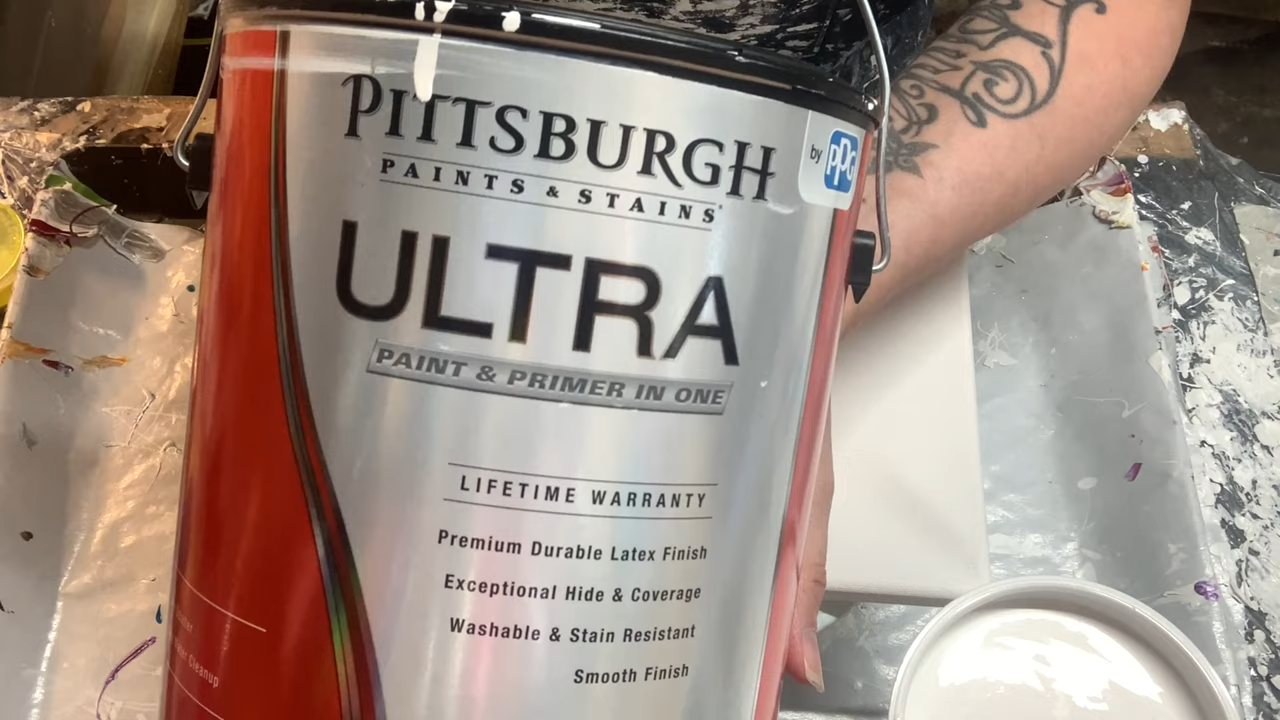 PITTSBURGH
PAINTS & STAINS
by PPG
ULTRA
PAINT & PRIMER IN ONE
LIFETIME WARRANTY
Premium Durable Latex Finish
Exceptional Hide & Coverage
Washable & Stain Resistant
Smooth Finish
Cleanup